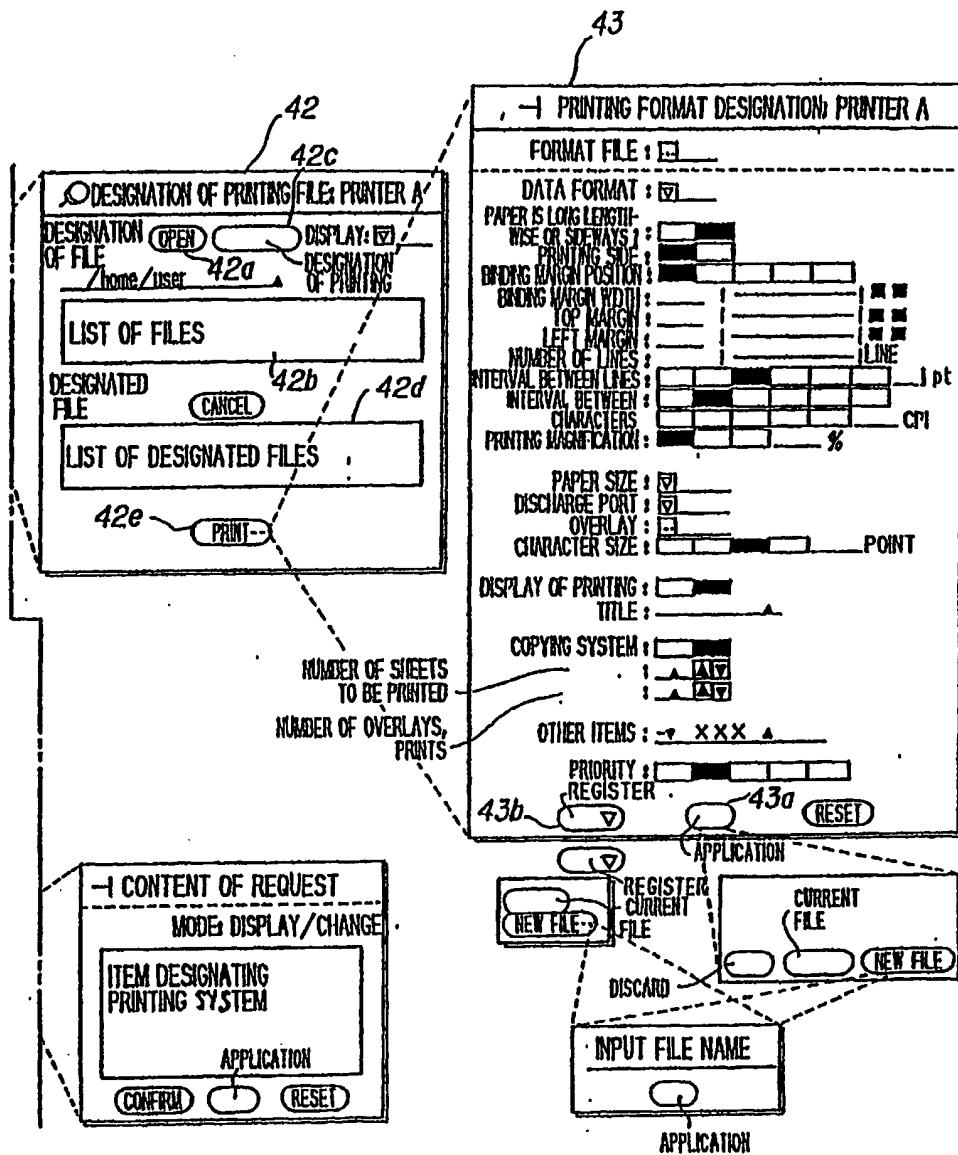 43
42
42c
DESIGNATION OF PRINTING FILE: PRINTER A
DESIGNATION OF FILE
OPEN
DISPLAY:
42a
DESIGNATION OF PRINTING
/home/user
LIST OF FILES
42b
DESIGNATED FILE
CANCEL
42d
LIST OF DESIGNATED FILES
42e
PRINT--
PRINTING FORMAT DESIGNATION: PRINTER A
FORMAT FILE :
DATA FORMAT :
PAPER IS LONG LENGTH-
WISE OR SIDEWAYS :
PRINTING SIDE :
BINDING MARGIN POSITION :
BINDING MARGIN WDTH :
TOP MARGIN :
LEFT MARGIN :
NUMBER OF LINES : LINE
INTERVAL BETWEEN LINES : pt
INTERVAL BETWEEN :
CHARACTERS CPI
PRINTING MAGNIFICATION : %
PAPER SIZE :
DISCHARGE PORT :
OVERLAY :
CHARACTER SIZE : POINT
DISPLAY OF PRINTING :
TITLE :
COPYING SYSTEM :
NUMBER OF SHEETS
TO BE PRINTED :
NUMBER OF OVERLAYS,
PRINTS :
OTHER ITEMS : XXX
PRIORITY :
REGISTER
43b
43a
RESET
APPLICATION
REGISTER
CURRENT
FILE
NEW FILE--
CURRENT
FILE
DISCARD
NEW FILE
INPUT FILE NAME
APPLICATION
CONTENT OF REQUEST
MODE: DISPLAY/CHANGE
ITEM DESIGNATING
PRINTING SYSTEM
APPLICATION
CONFIRM
RESET